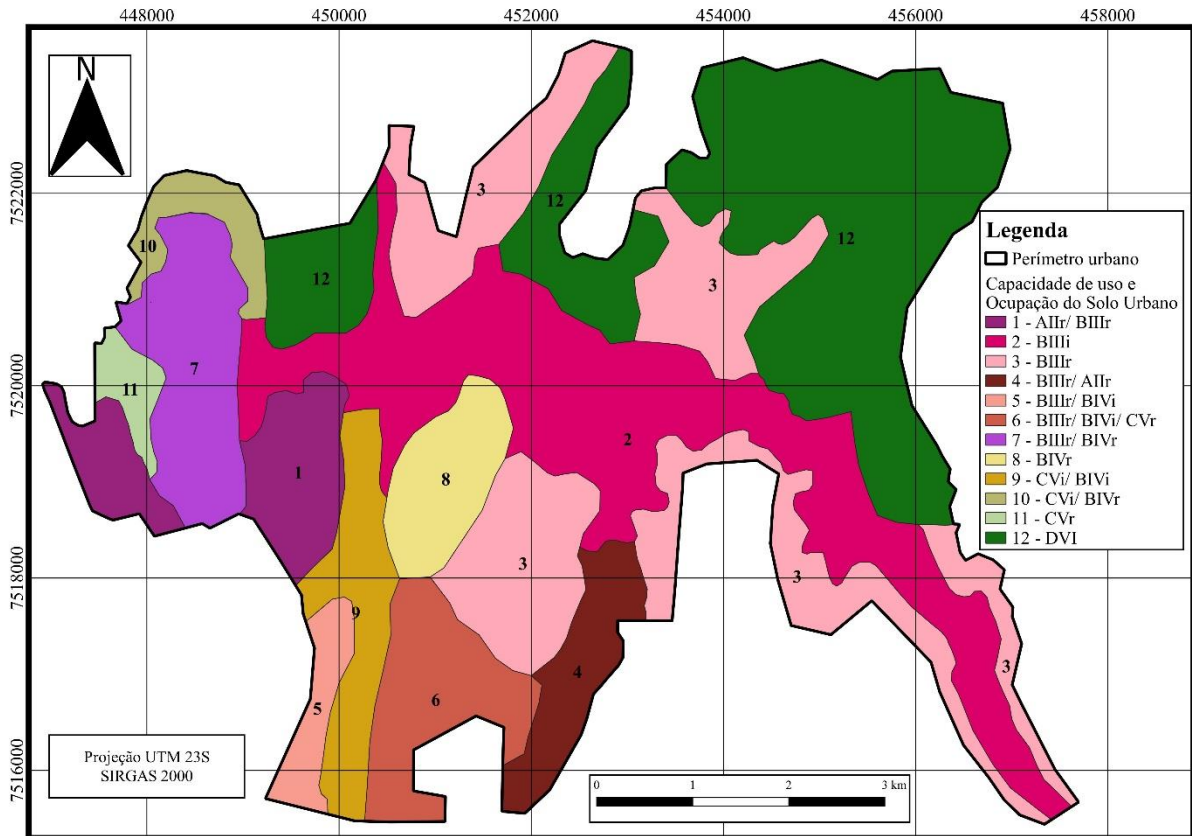 448000 450000 452000 454000 456000 458000
N
7522000
7520000
7518000
7516000
3
12
10
12
12
3
7
11
2
1
8
3
3
9
4
3
5
6
Legenda
Perímetro urbano
Capacidade de uso e
Ocupação do Solo Urbano
1 - AIIr/ BIIIr
2 - BIIIi
3 - BIIIr
4 - BIIIr/ AIIr
5 - BIIIr/ BIVi
6 - BIIIr/ BIVi/ CVr
7 - BIIIr/ BIVr
8 - BIVr
9 - CVi/ BIVi
10 - CVi/ BIVr
11 - CVr
12 - DVI
Projeção UTM 23S
SIRGAS 2000
0 1 2 3 km